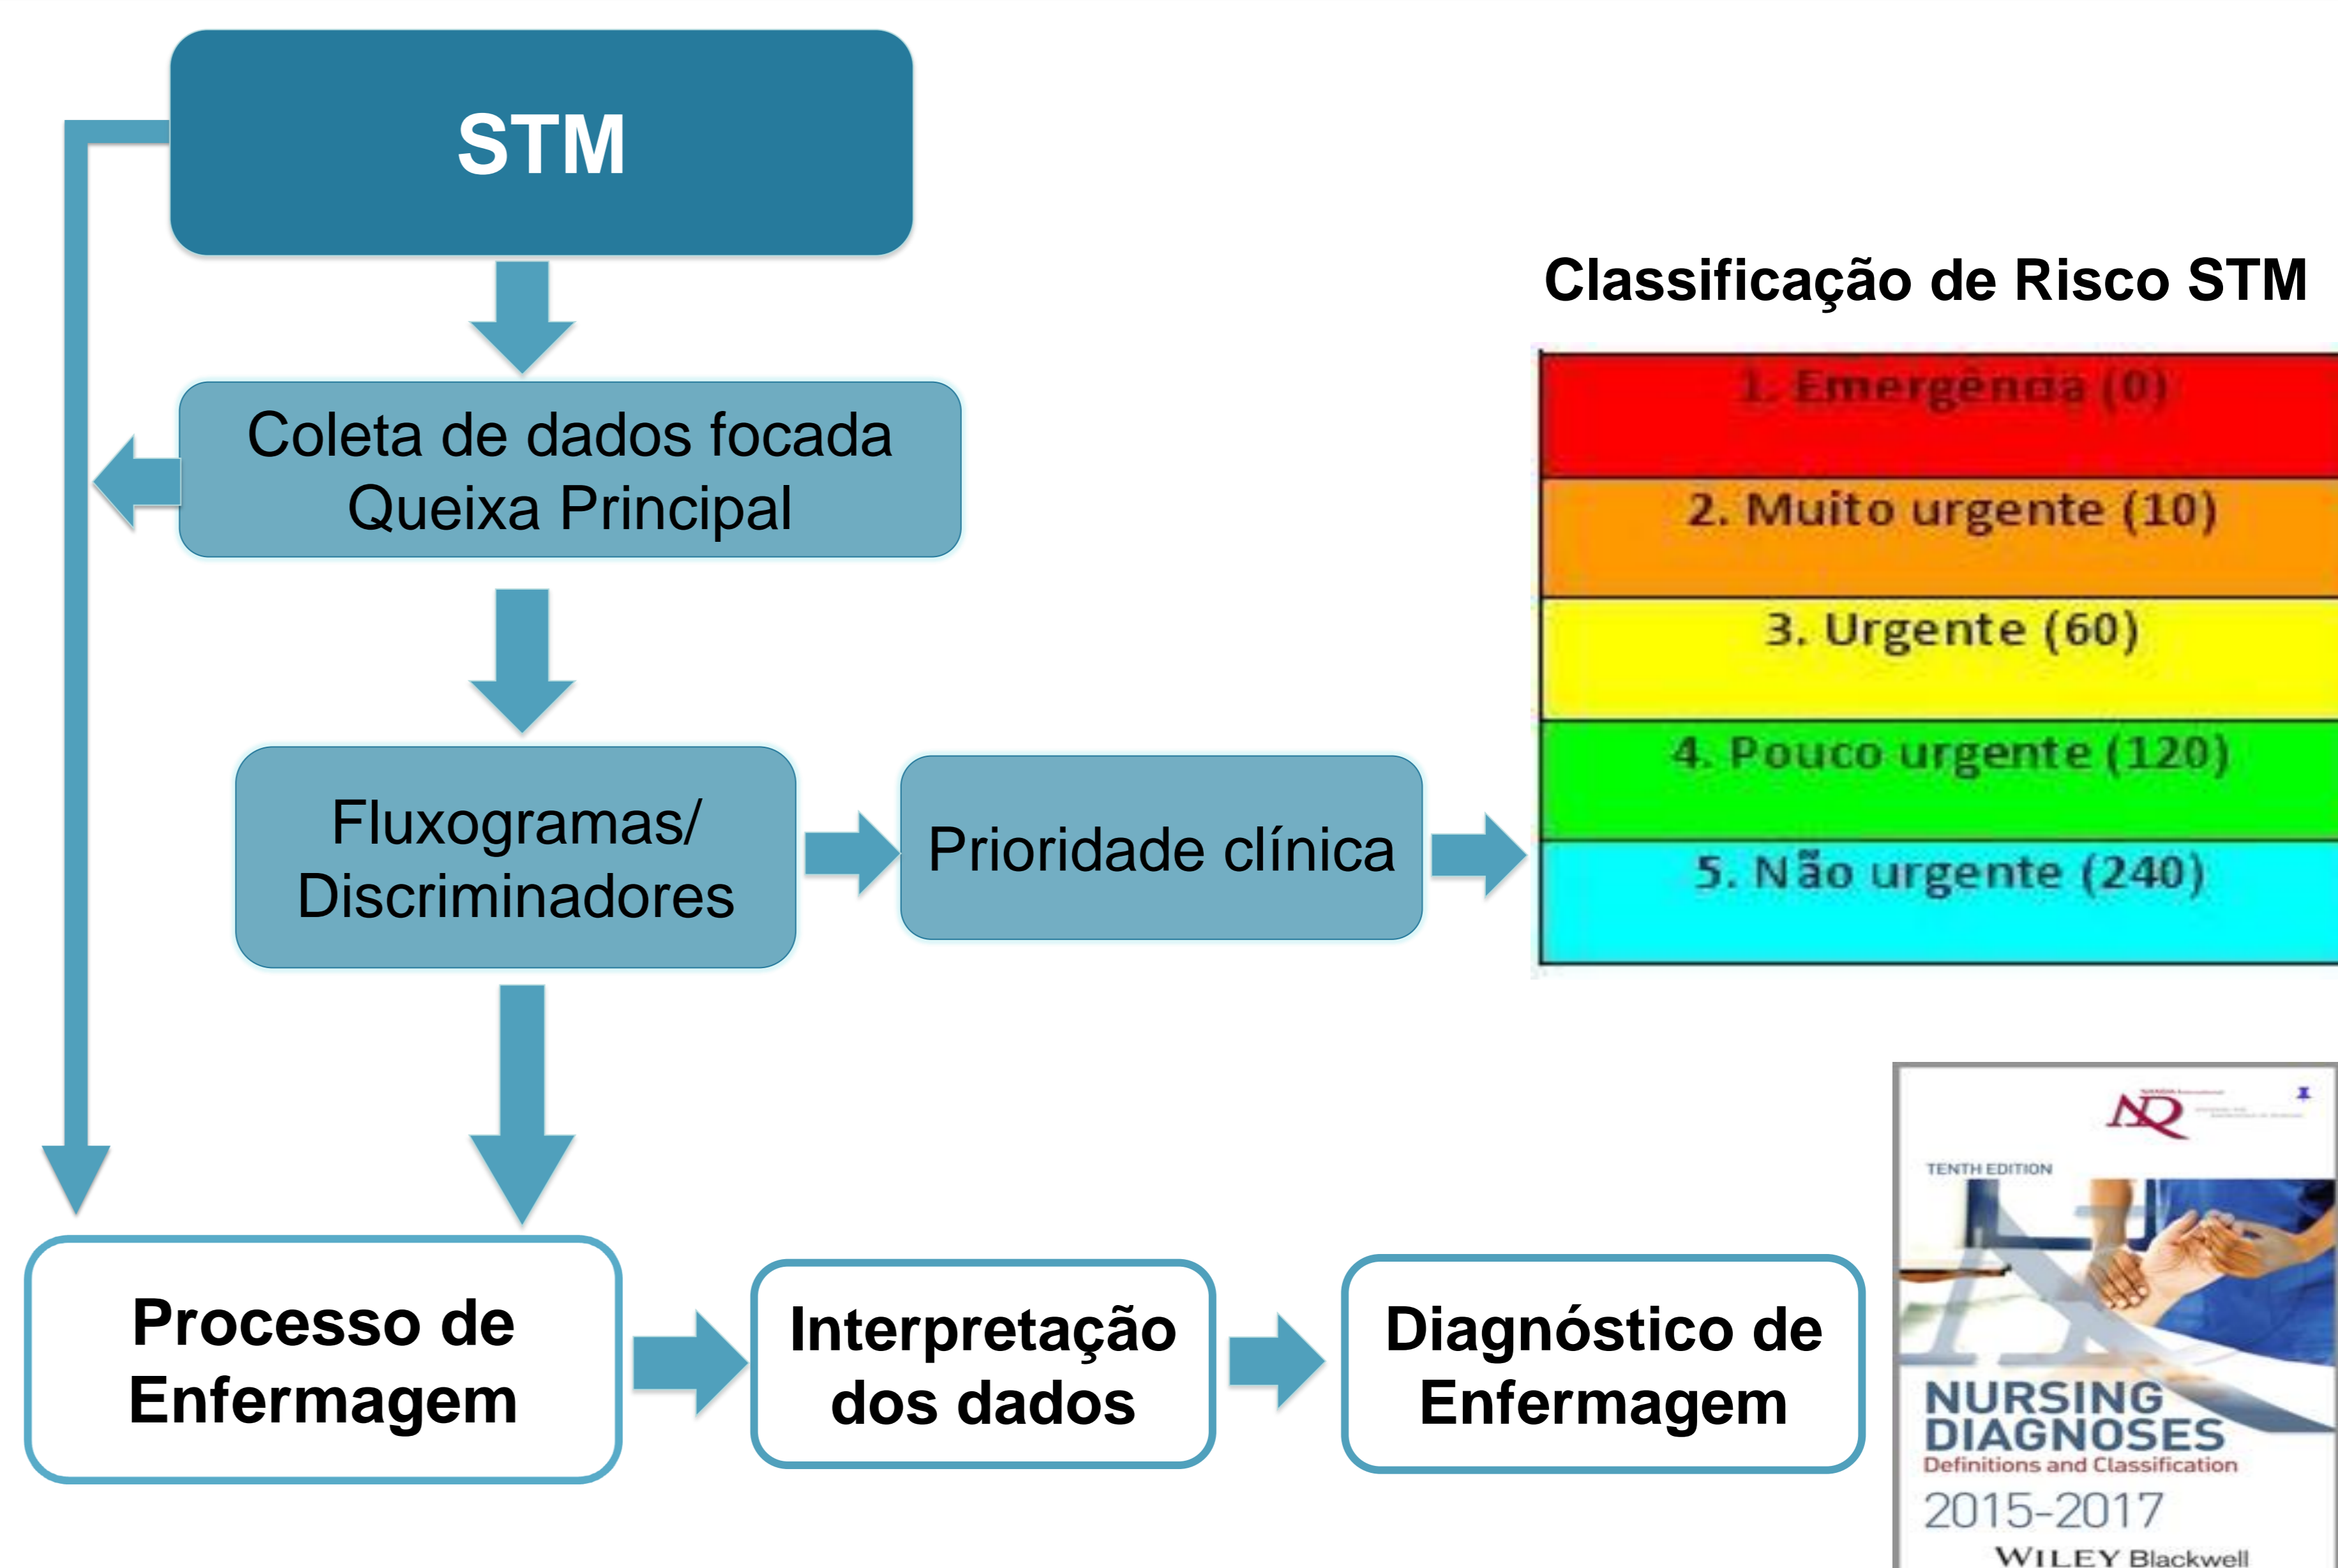 STM
Classificação de Risco STM
1. Emergência (0)
2. Muito urgente (10)
3. Urgente (60)
4. Pouco urgente (120)
5. Não urgente (240)
Coleta de dados focada
Queixa Principal
Fluxogramas/
Discriminadores
Prioridade clínica
Processo de
Enfermagem
Interpretação
dos dados
Diagnóstico de
Enfermagem
TENTH EDITION
NURSING
DIAGNOSES
Definitions and Classification
2015-2017
WILEY Blackwell